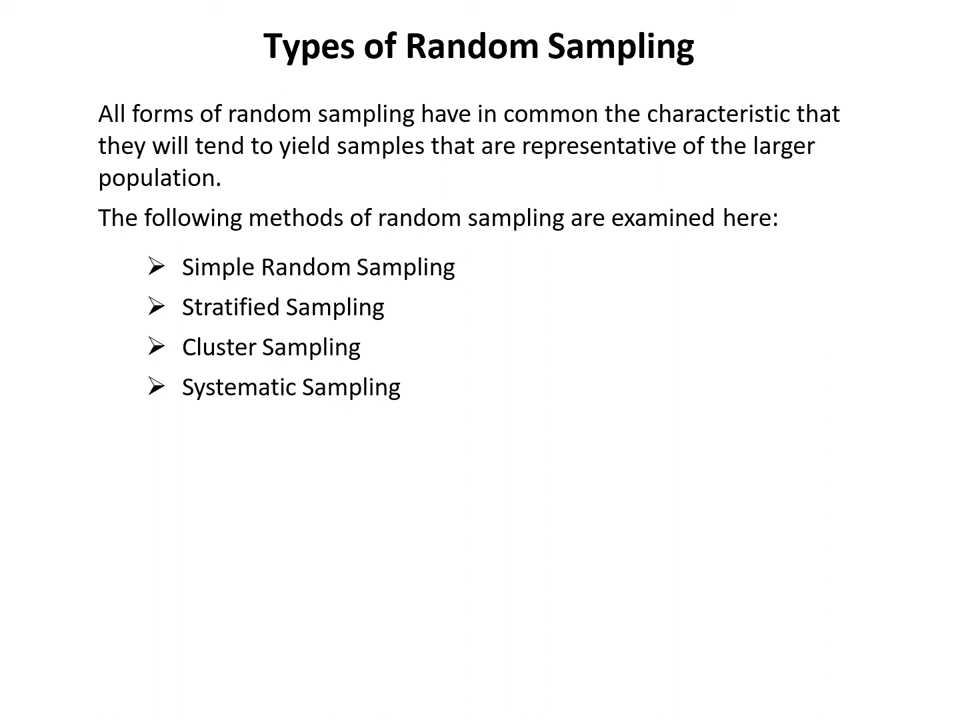 Types of Random Sampling
All forms of random sampling have in common the characteristic that
they will tend to yield samples that are representative of the larger
population.
The following methods of random sampling are examined here:
➢ Simple Random Sampling
➢ Stratified Sampling
➢ Cluster Sampling
➢ Systematic Sampling